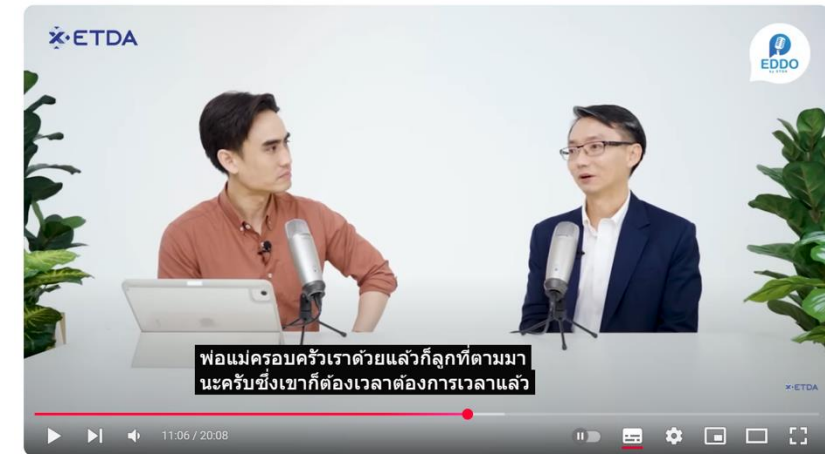 ETDA
EDDO
by ETDA
พ่อแม่ครอบครัวเราด้วยแล้วก็ลูกที่ตามมา
นะครับซึ่งเขาก็ต้องเวลาต้องการเวลาแล้ว
ETDA
11:06 / 20:08